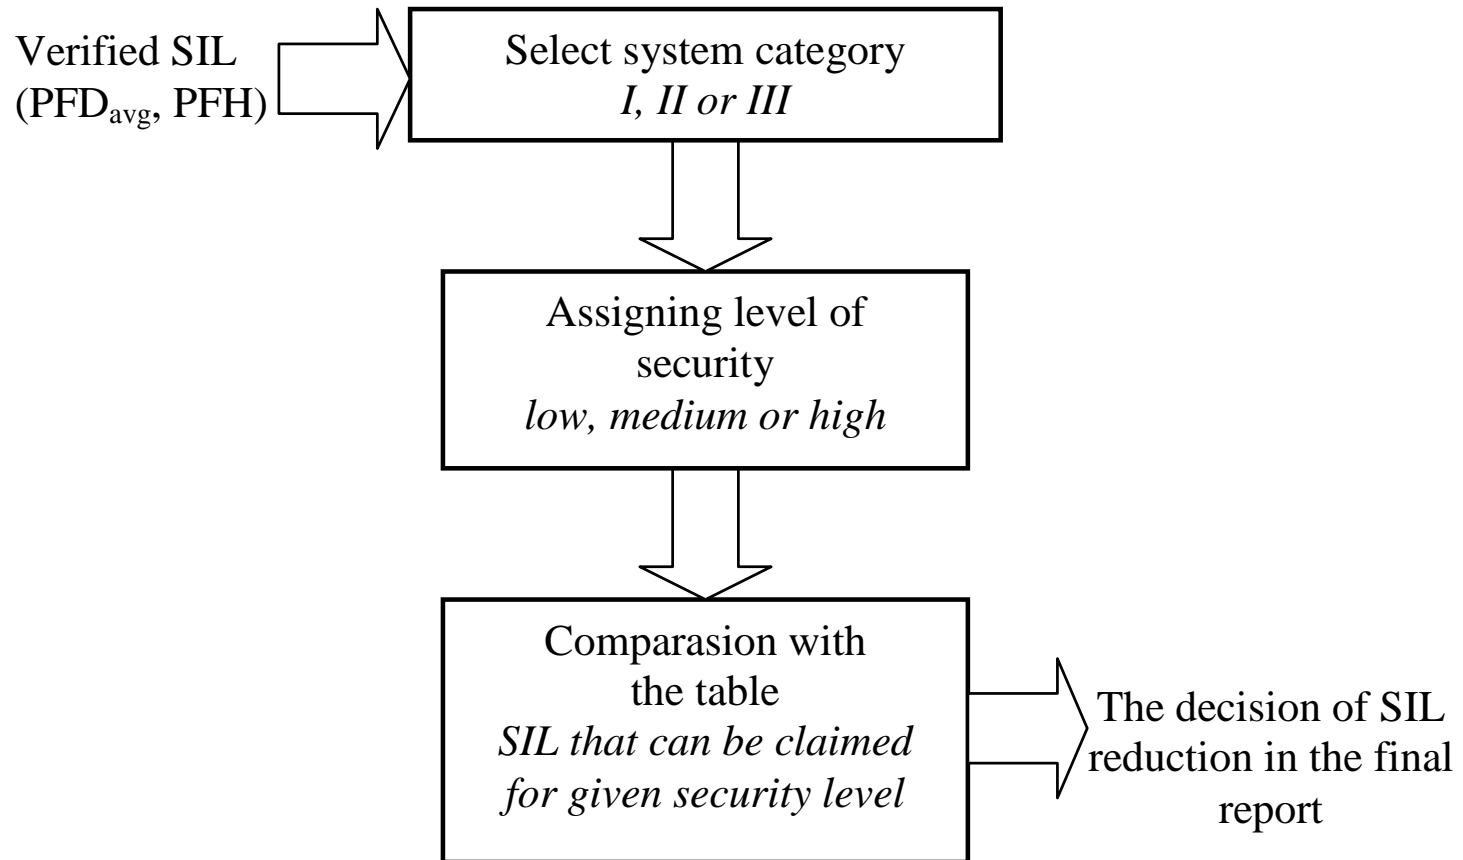 Verified SIL
(PFDavg, PFH)
Select system category
I, II or III
Assigning level of
security
low, medium or high
Comparasion with
the table
SIL that can be claimed
for given security level
The decision of SIL
reduction in the final
report